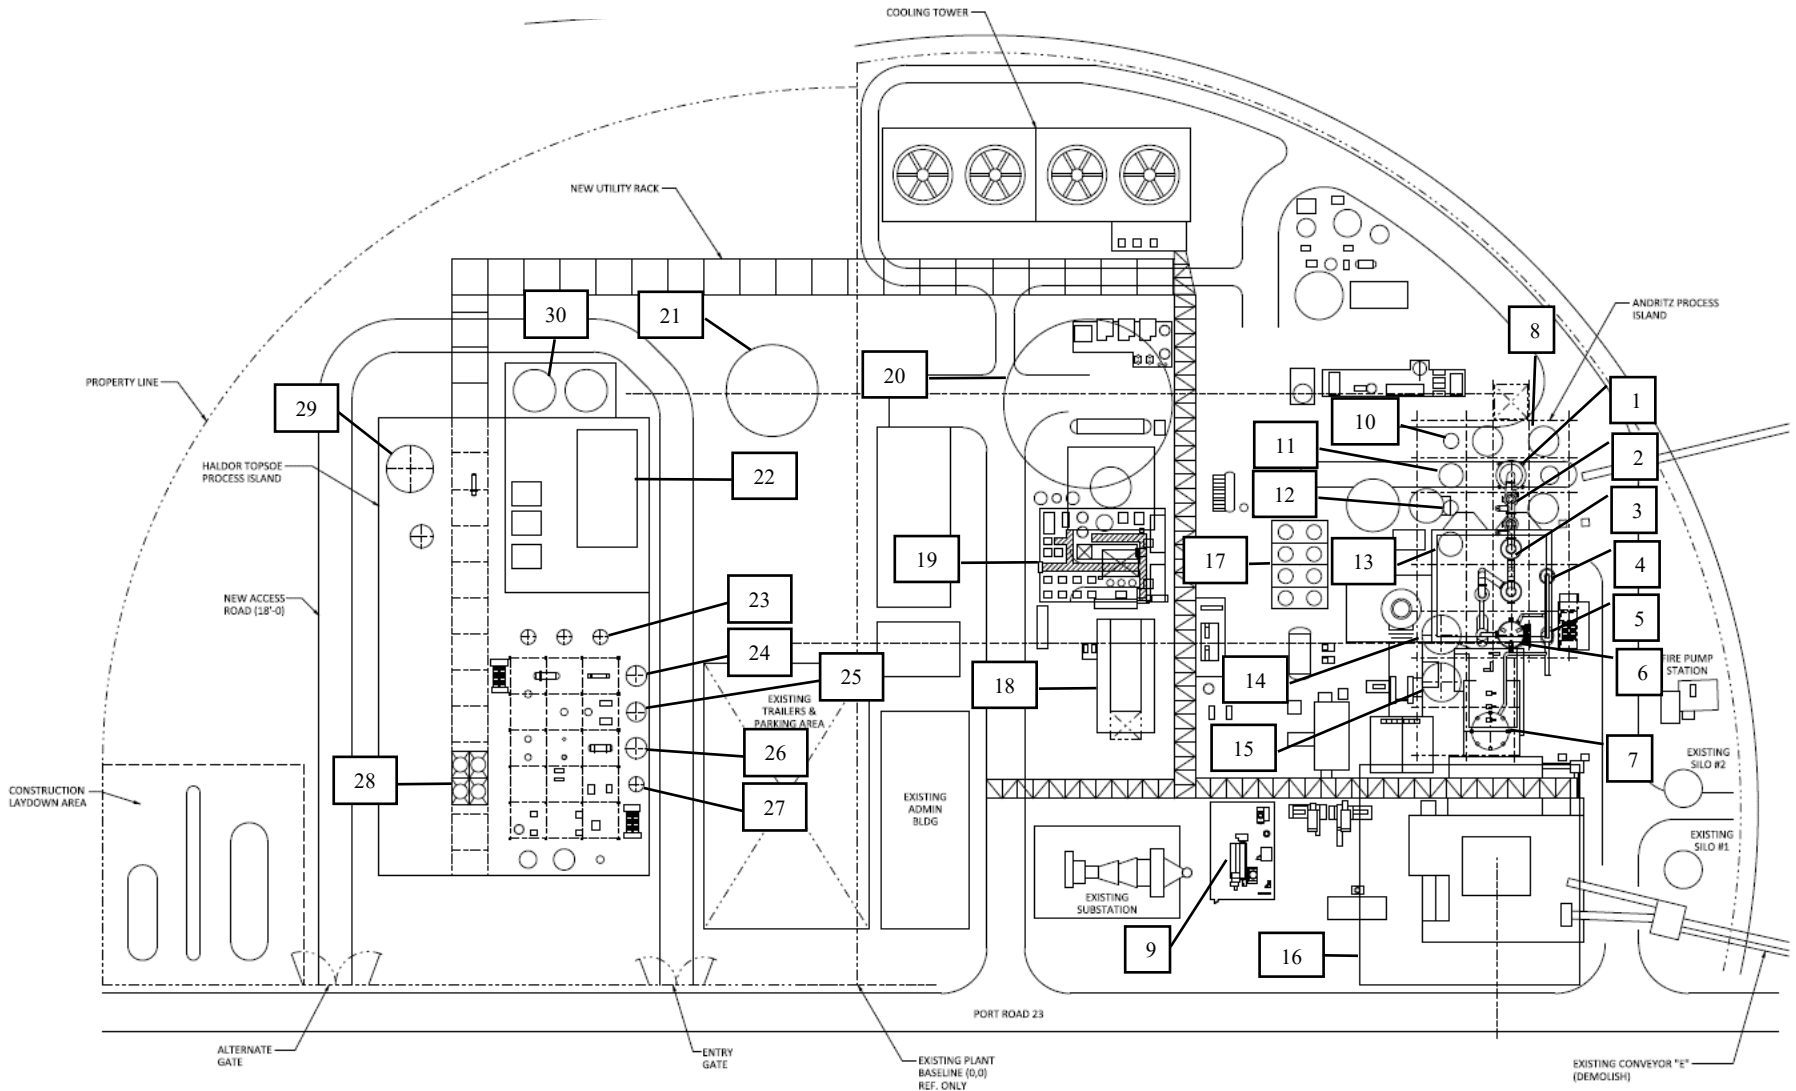 COOLING TOWER
NEW UTILITY RACK
30
21
8
ANDRITZ PROCESS
ISLAND
PROPERTY LINE
29
20
10
1
11
2
HALDOR TOPSOE
PROCESS ISLAND
22
12
3
19
17
13
4
NEW ACCESS
ROAD (18'-0)
23
5
24
14
6
FIRE PUMP
STATION
25
18
EXISTING
TRAILERS &
PARKING AREA
26
15
7
EXISTING
SILO #2
28
27
CONSTRUCTION
LAYDOWN AREA
EXISTING
ADMIN
BLDG
EXISTING
SILO #1
EXISTING
SUBSTATION
9
16
PORT ROAD 23
ALTERNATE
GATE
ENTRY
GATE
EXISTING PLANT
BASELINE (0,0)
REF. ONLY
EXISTING CONVEYOR "E"
(DEMOLISH)